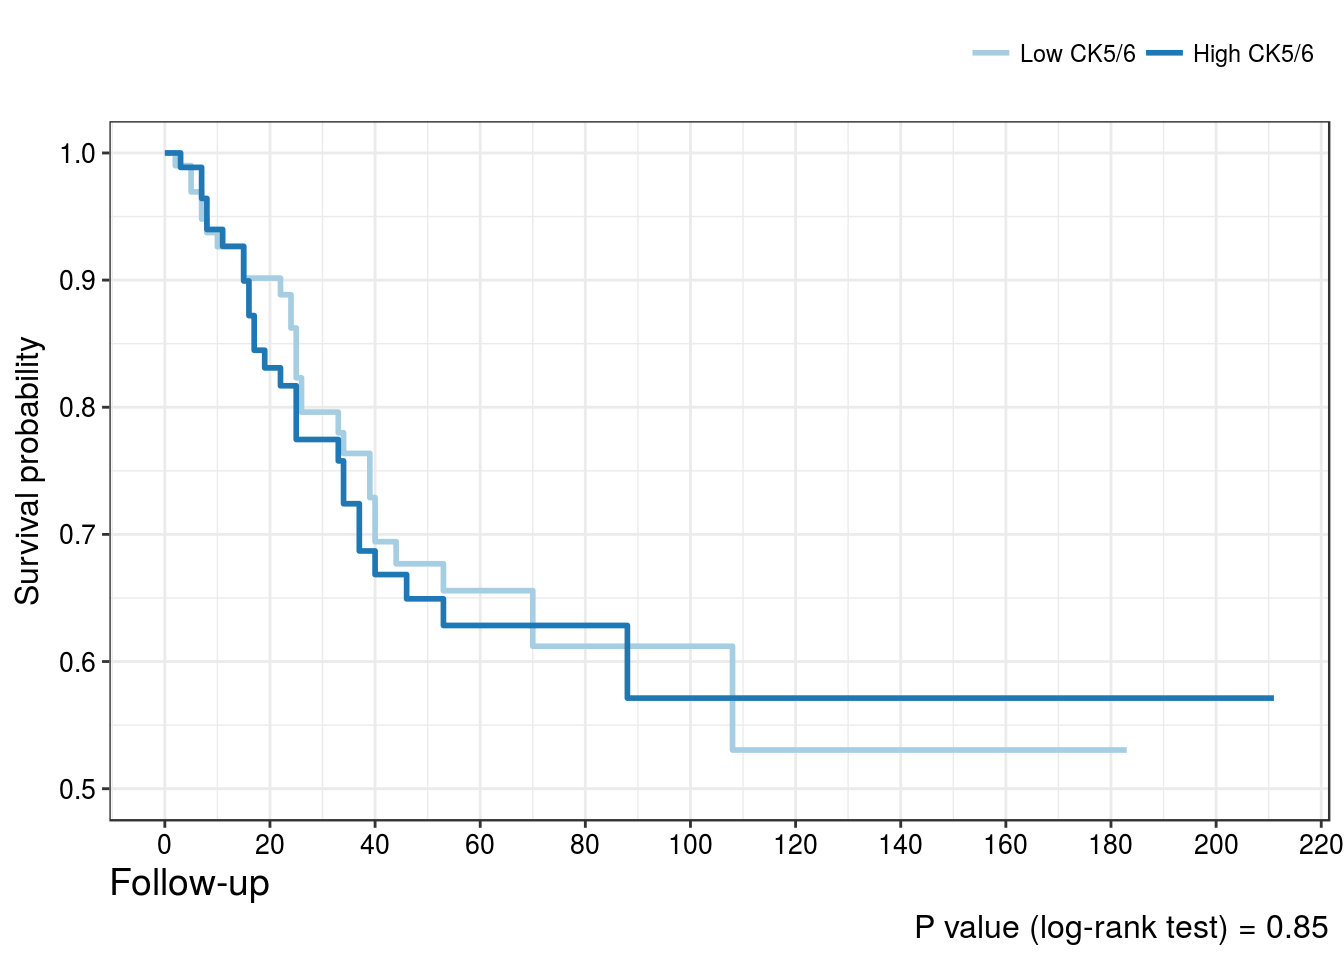 Low CK5/6 High CK5/6
Survival probability
1.0
0.9
0.8
0.7
0.6
0.5
0 20 40 60 80 100 120 140 160 180 200 220
Follow-up
P value (log-rank test) = 0.85